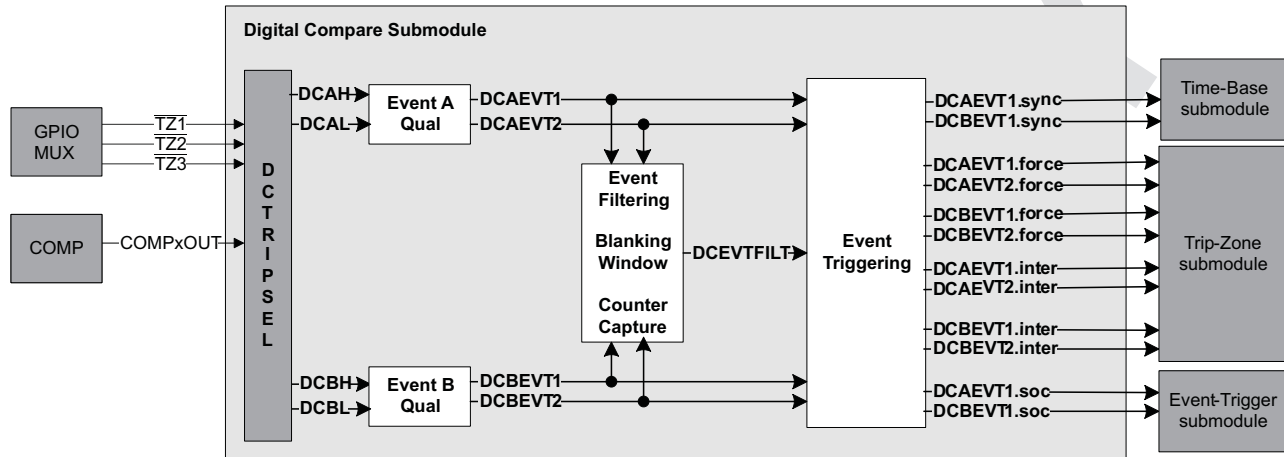 Digital Compare Submodule
GPIO
MUX
TZ1
TZ2
TZ3
COMP
COMPxOUT
D
C
T
R
I
P
S
E
L
DCAH
DCAL
Event A
Qual
DCAEVT1
DCAEVT2
DCBH
DCBL
Event B
Qual
DCBEVT1
DCBEVT2
Event
Filtering
Blanking
Window
Counter
Capture
DCEVTFILT
Event
Triggering
DCAEVT1.sync
DCBEVT1.sync
DCAEVT1.force
DCAEVT2.force
DCBEVT1.force
DCBEVT2.force
DCAEVT1.inter
DCAEVT2.inter
DCBEVT1.inter
DCBEVT2.inter
DCAEVT1.soc
DCBEVT1.soc
Time-Base
submodule
Trip-Zone
submodule
Event-Trigger
submodule